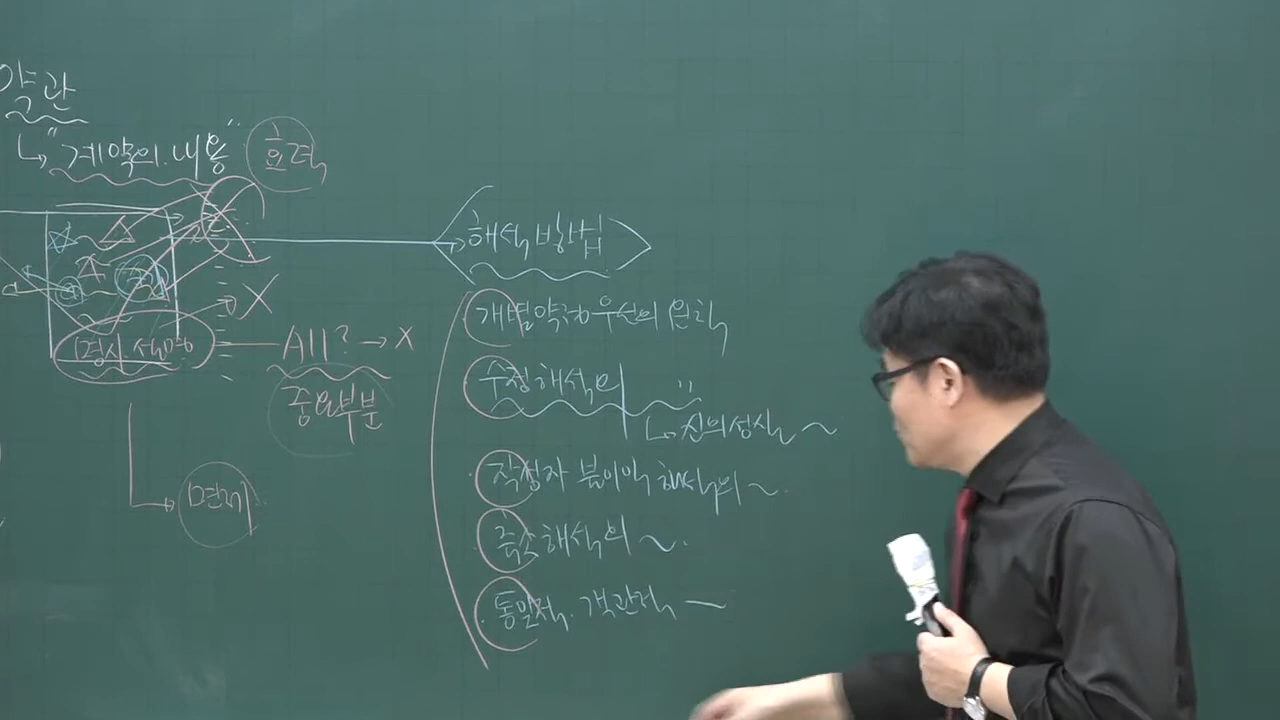 약관
"계약의 내용" 효력
해석방법
개별약정우선의 원칙
X
명시.설명
All? → X
중요부분
수정해석의 "
↳ 신의성실 ~
작성자 불이익 해석의 ~.
축소해석의 ~.
통일적. 객관적 ~
면제